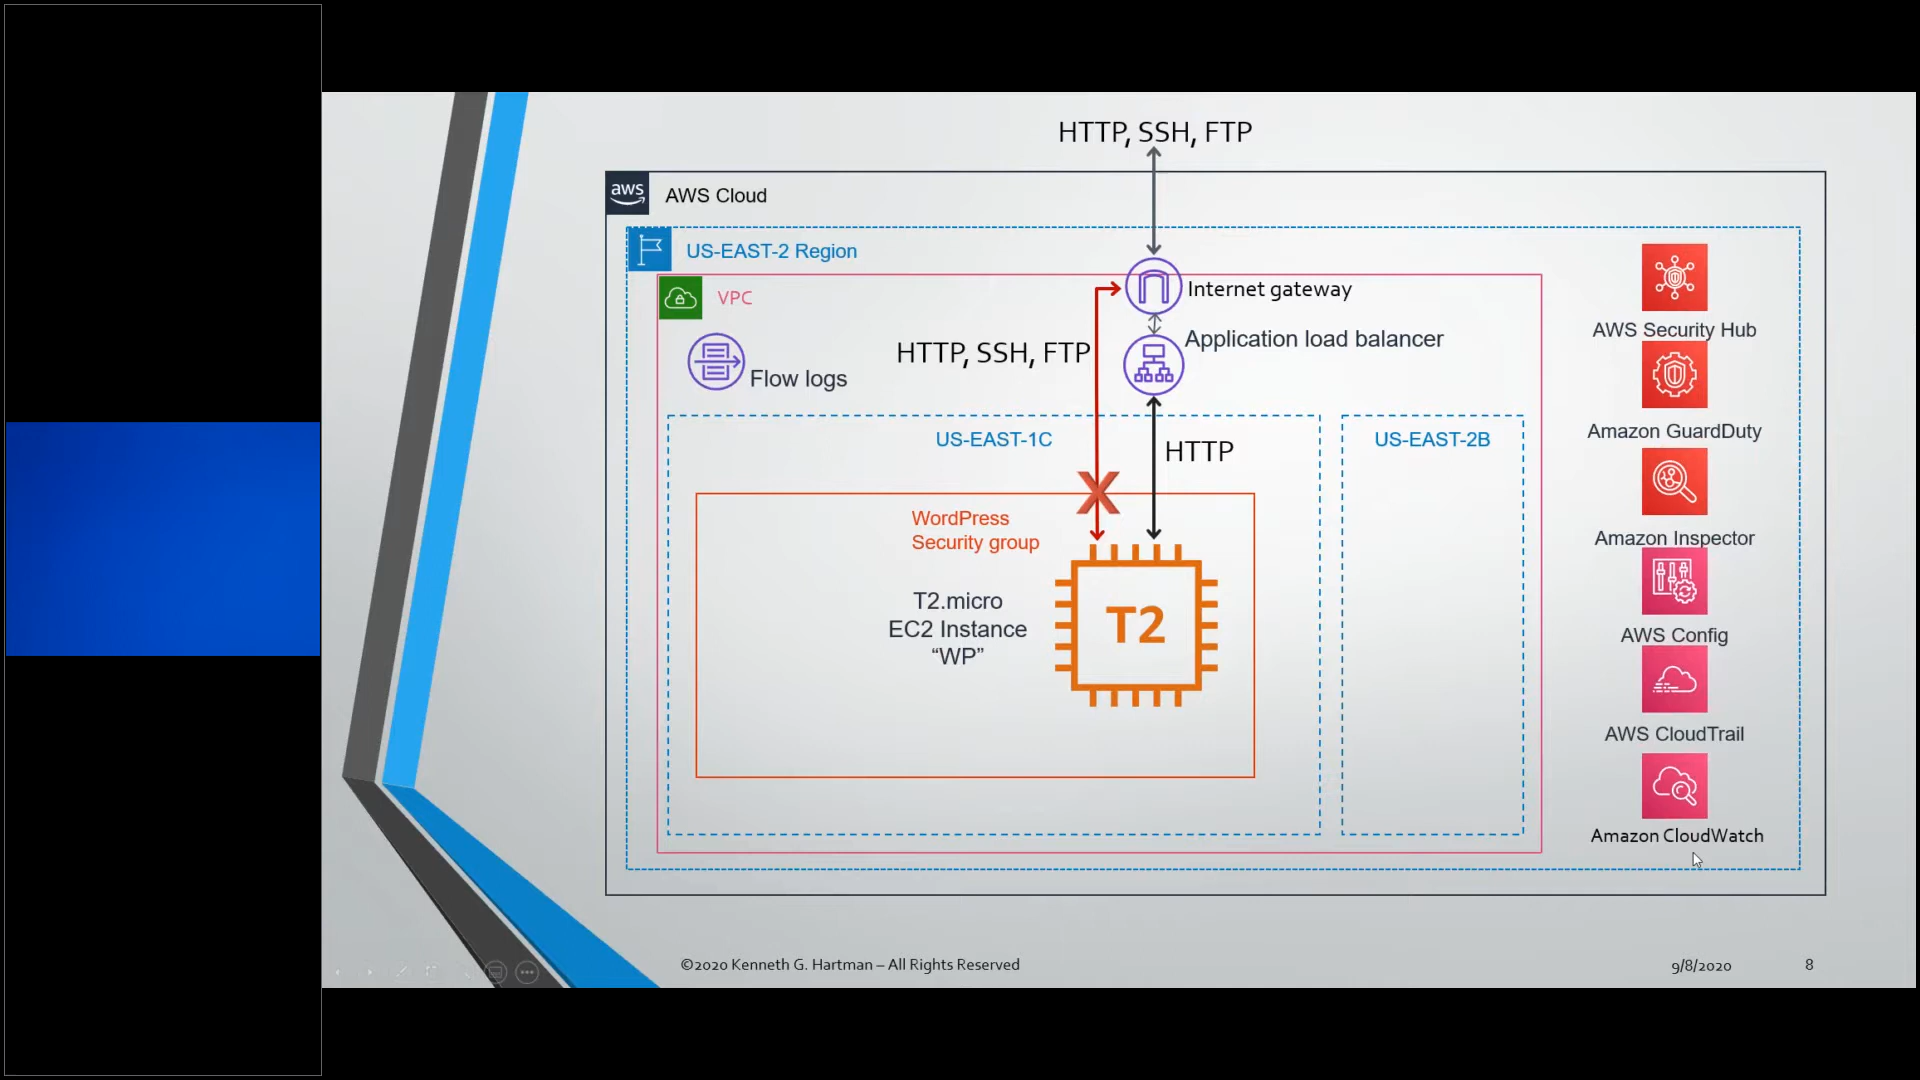 HTTP, SSH, FTP
aws
AWS Cloud
US-EAST-2 Region
VPC
Internet gateway
Application load balancer
HTTP, SSH, FTP
Flow logs
US-EAST-1C
HTTP
US-EAST-2B
WordPress
Security group
T2.micro
EC2 Instance
“WP”
T2
AWS Security Hub
Amazon GuardDuty
Amazon Inspector
AWS Config
AWS CloudTrail
Amazon CloudWatch
©2020 Kenneth G. Hartman – All Rights Reserved
9/8/2020
8